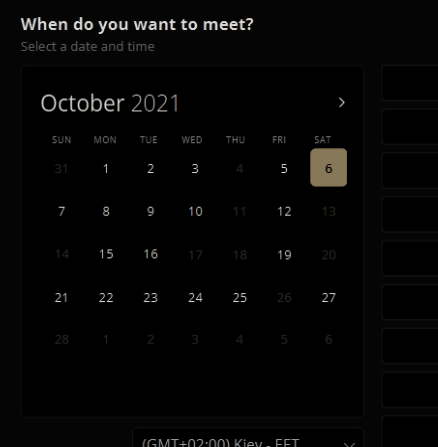 When do you want to meet?
Select a date and time
October 2021
SUN MON TUE WED THU FRI SAT
31 1 2 3 4 5 6
7 8 9 10 11 12 13
14 15 16 17 18 19 20
21 22 23 24 25 26 27
28 1 2 3 4 5 6
(GMT+02:00) Kiev - EET